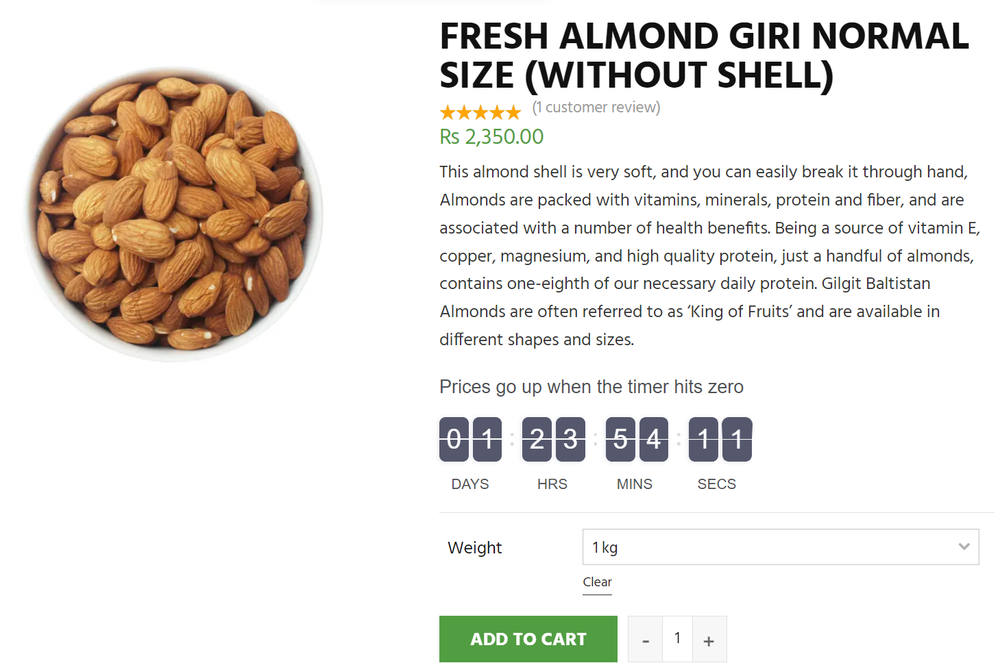 FRESH ALMOND GIRI NORMAL
SIZE (WITHOUT SHELL)
(1 customer review)
Rs 2,350.00
This almond shell is very soft, and you can easily break it through hand,
Almonds are packed with vitamins, minerals, protein and fiber, and are
associated with a number of health benefits. Being a source of vitamin E,
copper, magnesium, and high quality protein, just a handful of almonds,
contains one-eighth of our necessary daily protein. Gilgit Baltistan
Almonds are often referred to as ‘King of Fruits’ and are available in
different shapes and sizes.
Prices go up when the timer hits zero
01 : 23 : 54 : 11
DAYS HRS MINS SECS
Weight 1 kg
Clear
ADD TO CART - 1 +